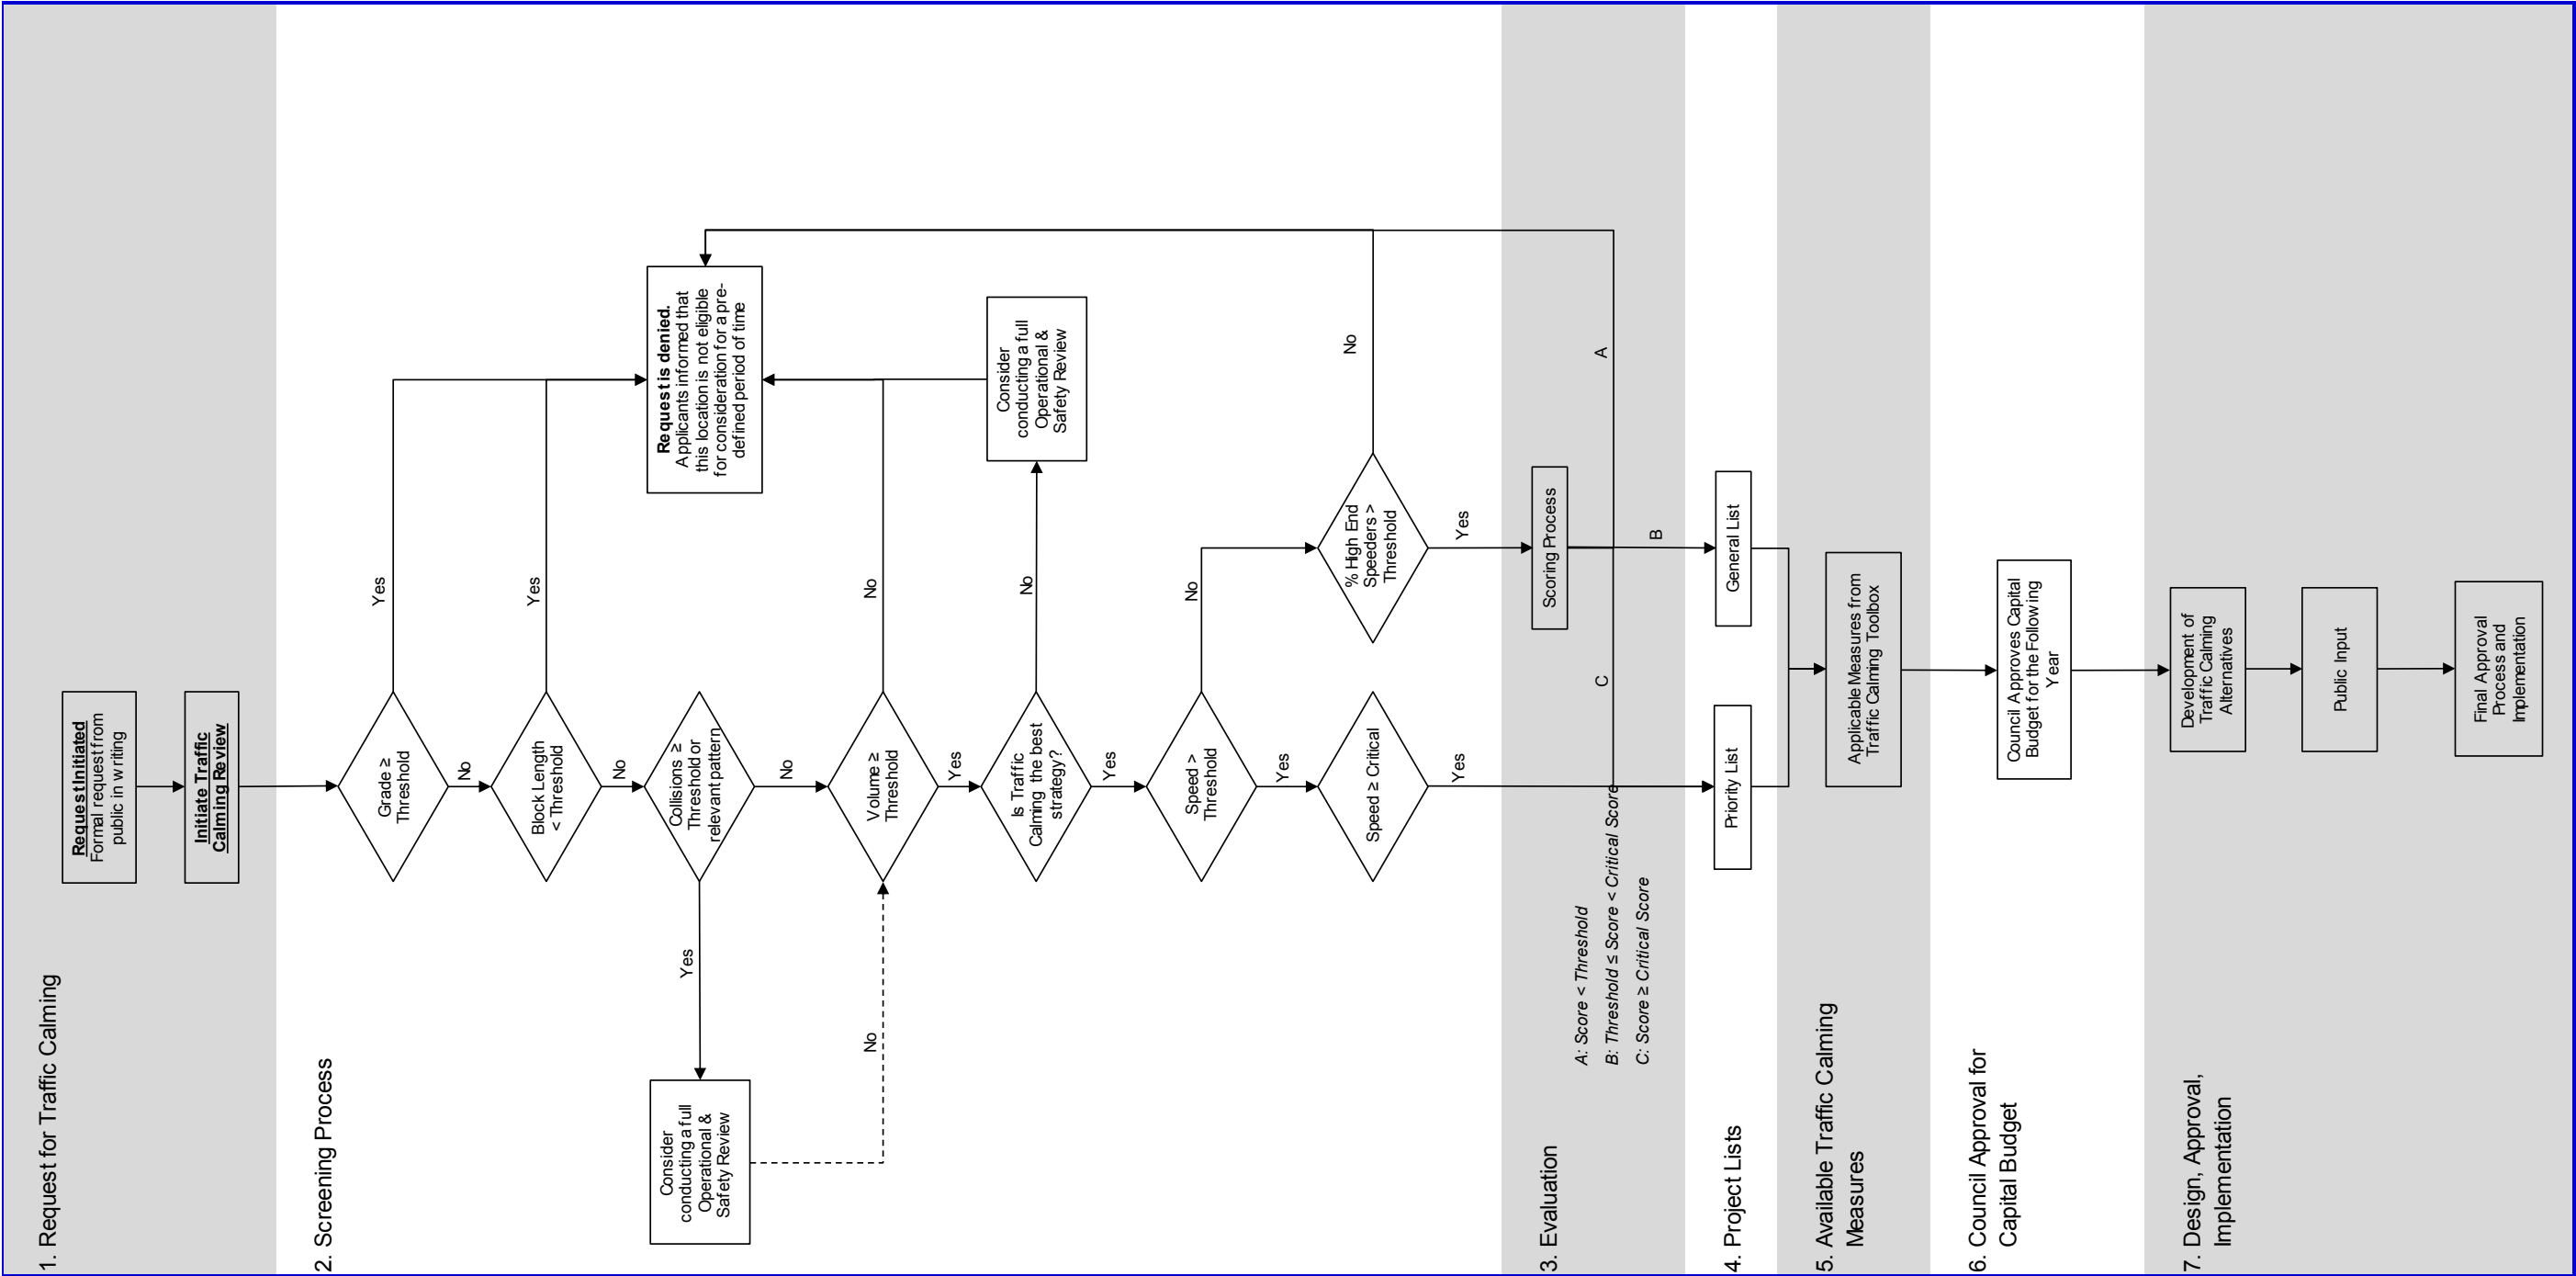 1. Request for Traffic Calming
Request Initiated
Formal request from
public in writing
Initiate Traffic
Calming Review
2. Screening Process
Grade ≥
Threshold
Yes
No
Block Length
< Threshold
Yes
No
Collisions ≥
Threshold or
relevant pattern
Yes
No
Consider
conducting a full
Operational &
Safety Review
No
Request is denied.
Applicants informed that
this location is not eligible
for consideration for a pre-
defined period of time
Volume ≥
Threshold
No
Yes
Is Traffic
Calming the best
strategy?
No
Yes
Consider
conducting a full
Operational &
Safety Review
Speed >
Threshold
No
Yes
Speed ≥ Critical
Yes
% High End
Speeders >
Threshold
No
Yes
3. Evaluation
Scoring Process
A
B
C
A: Score < Threshold
B: Threshold ≤ Score < Critical Score
C: Score ≥ Critical Score
4. Project Lists
Priority List
General List
5. Available Traffic Calming
Measures
Applicable Measures from
Traffic Calming Toolbox
6. Council Approval for
Capital Budget
Council Approves Capital
Budget for the Following
Year
7. Design, Approval,
Implementation
Development of
Traffic Calming
Alternatives
Public Input
Final Approval
Process and
Implementation